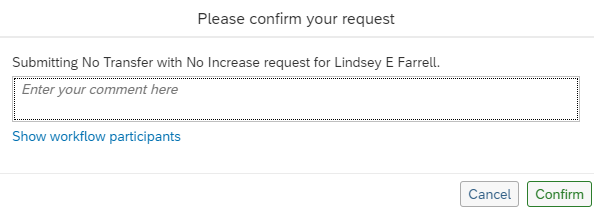 Please confirm your request
Submitting No Transfer with No Increase request for Lindsey E Farrell.
Enter your comment here
Show workflow participants
Cancel Confirm